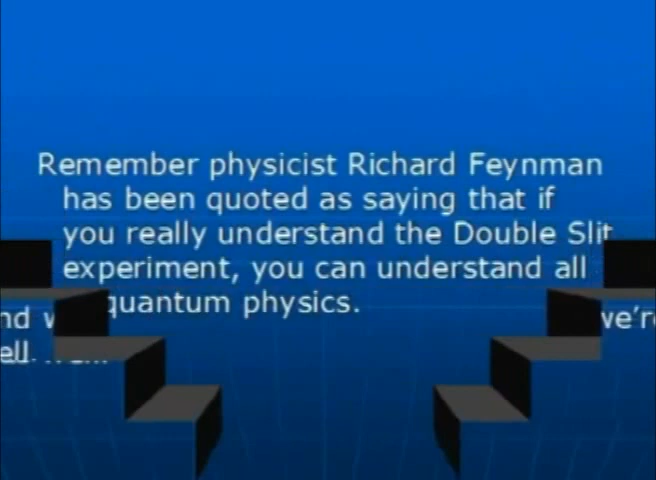 Remember physicist Richard Feynman
has been quoted as saying that if
you really understand the Double Slit
experiment, you can understand all
quantum physics.